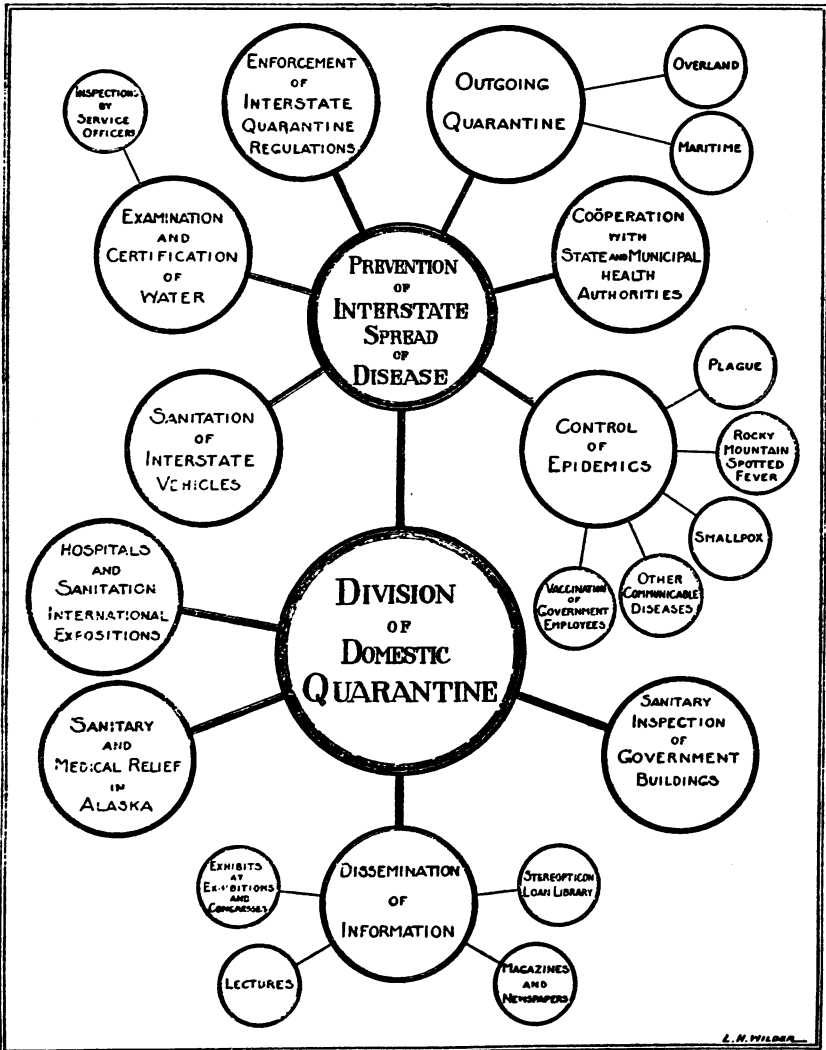 INSPECTIONS
BY
SERVICE
OFFICERS
ENFORCEMENT
OF
INTERSTATE
QUARANTINE
REGULATIONS
OUTGOING
QUARANTINE
OVERLAND
MARITIME
EXAMINATION
AND
CERTIFICATION
OF
WATER
PREVENTION
OF
INTERSTATE
SPREAD
OF
DISEASE
COÖPERATION
WITH
STATE AND MUNICIPAL
HEALTH
AUTHORITIES
SANITATION
OF
INTERSTATE
VEHICLES
CONTROL
OF
EPIDEMICS
PLAGUE
ROCKY
MOUNTAIN
SPOTTED
FEVER
SMALLPOX
OTHER
COMMUNICABLE
DISEASES
VACCINATION
OF
GOVERNMENT
EMPLOYEES
HOSPITALS
AND
SANITATION
INTERNATIONAL
EXPOSITIONS
DIVISION
OF
DOMESTIC
QUARANTINE
SANITARY
AND
MEDICAL RELIEF
IN
ALASKA
SANITARY
INSPECTION
OF
GOVERNMENT
BUILDINGS
EXHIBITS
AT
EXHIBITIONS
AND
CONGRESSES
DISSEMINATION
OF
INFORMATION
STEREOPTICON
LOAN LIBRARY
LECTURES
MAGAZINES
AND
NEWSPAPERS
L. H. WILDER